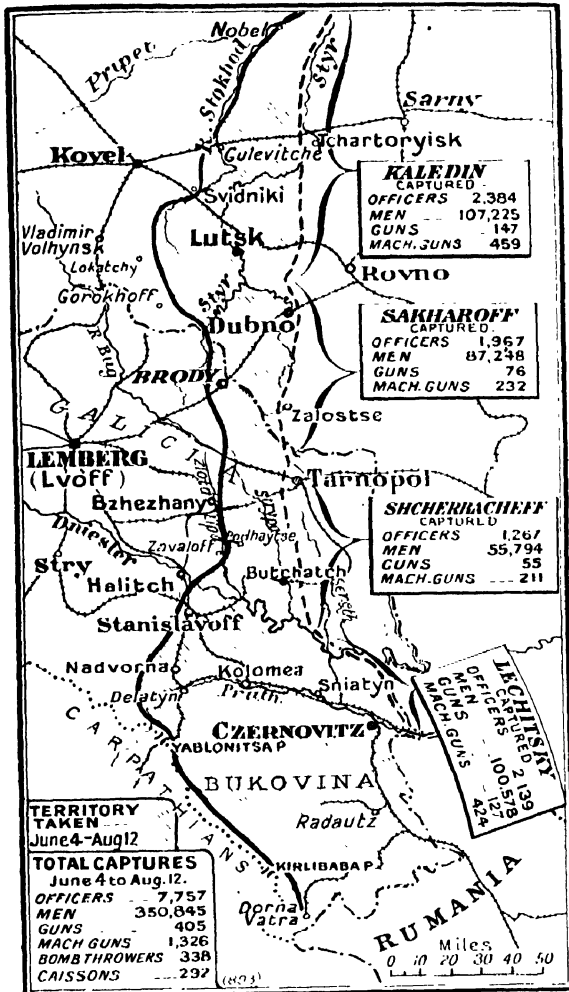 Nobel
Pripet
R. Stokhod
Styr
Sarny
Tchartoryisk
Kovel
Gulevitche
KALEDIN
CAPTURED
OFFICERS 2,384
MEN 107,225
GUNS 147
MACH. GUNS 459
Svidniki
Vladimir
Volhynsk
Lutsk
Lokatchy
Rovno
Gorokhoff
Styr
Dubno
SAKHAROFF
CAPTURED.
OFFICERS 1,967
MEN 87,248
GUNS 76
MACH. GUNS 232
R Bug
BRODY
GALICIA
Zalostse
LEMBERG
(Lvoff)
Tarnopol
Zlota Lipa
Strypa
Bzhezhany
SHCHERBACHEFF
CAPTURED
OFFICERS 1,267
MEN 55,794
GUNS 55
MACH. GUNS 211
Dniester
Zavaloff
Podhaytse
Stry
Halitch
Butchatch
Sereth
Stanislavoff
LECHITSKY
CAPTURED
OFFICERS 2 139
MEN 100,578
GUNS 127
MACH. GUNS 424
Nadvorna
Kolomea
Delatyn
Pruth
Sniatyn
CZERNOVITZ
CARPATHIANS
YABLONITSA P
BUKOVINA
Radautz
TERRITORY
TAKEN
June 4-Aug 12
TOTAL CAPTURES
June 4 to Aug. 12.
OFFICERS 7,757
MEN 350,845
GUNS 405
MACH GUNS 1,326
BOMB THROWERS 338
CAISSONS 292
KIRLIBABA P.
Dorna
Vatra
RUMANIA
Miles
0 10 20 30 40 50
(803)